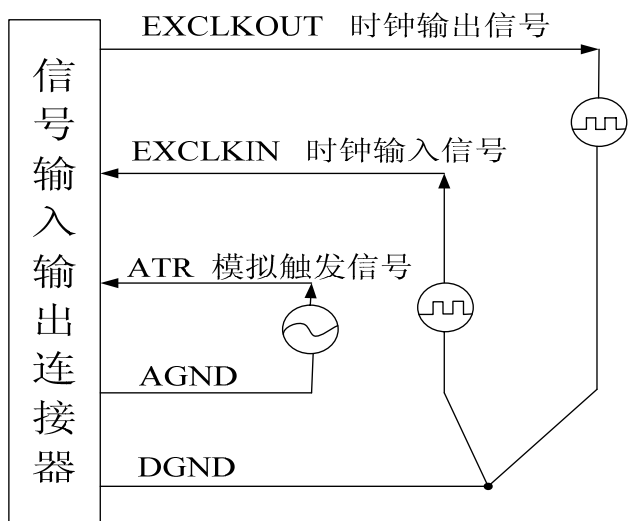 信号输入输出连接器
EXCLKOUT 时钟输出信号
EXCLKIN 时钟输入信号
ATR 模拟触发信号
AGND
DGND